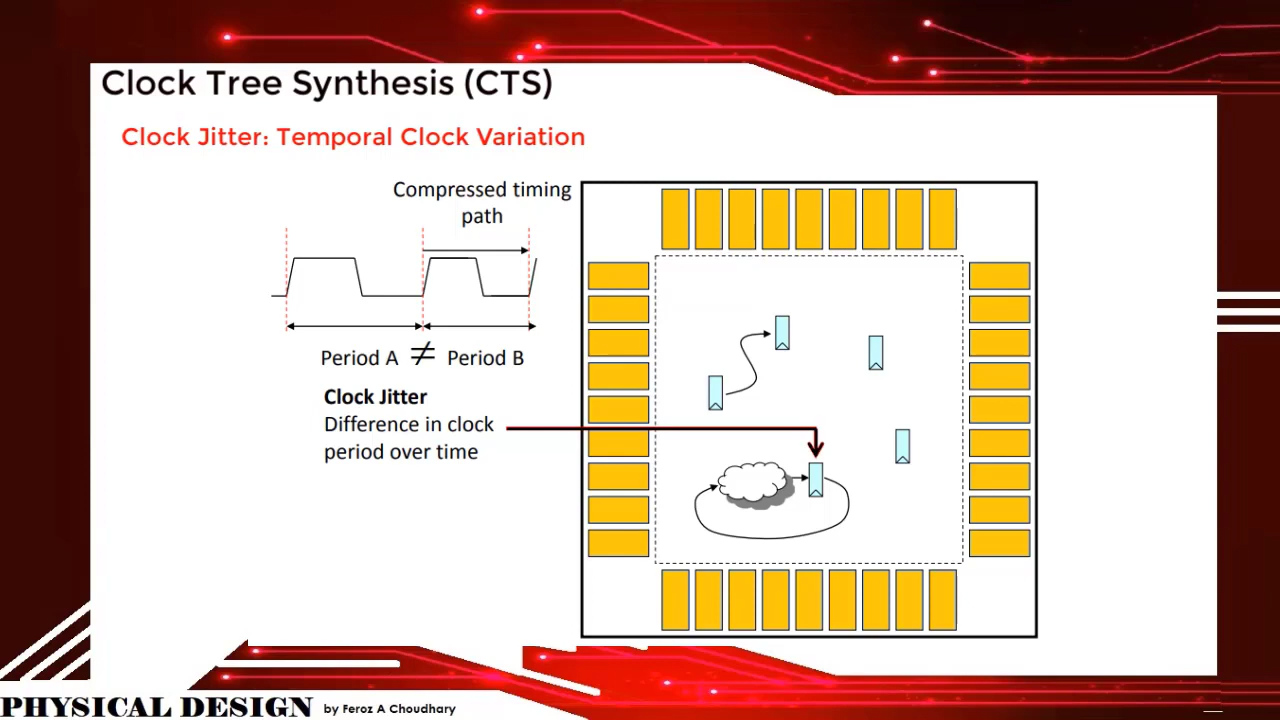 Clock Tree Synthesis (CTS)
Clock Jitter: Temporal Clock Variation
Compressed timing
path
Period A ≠ Period B
Clock Jitter
Difference in clock
period over time
PHYSICAL DESIGN by Feroz A Choudhary